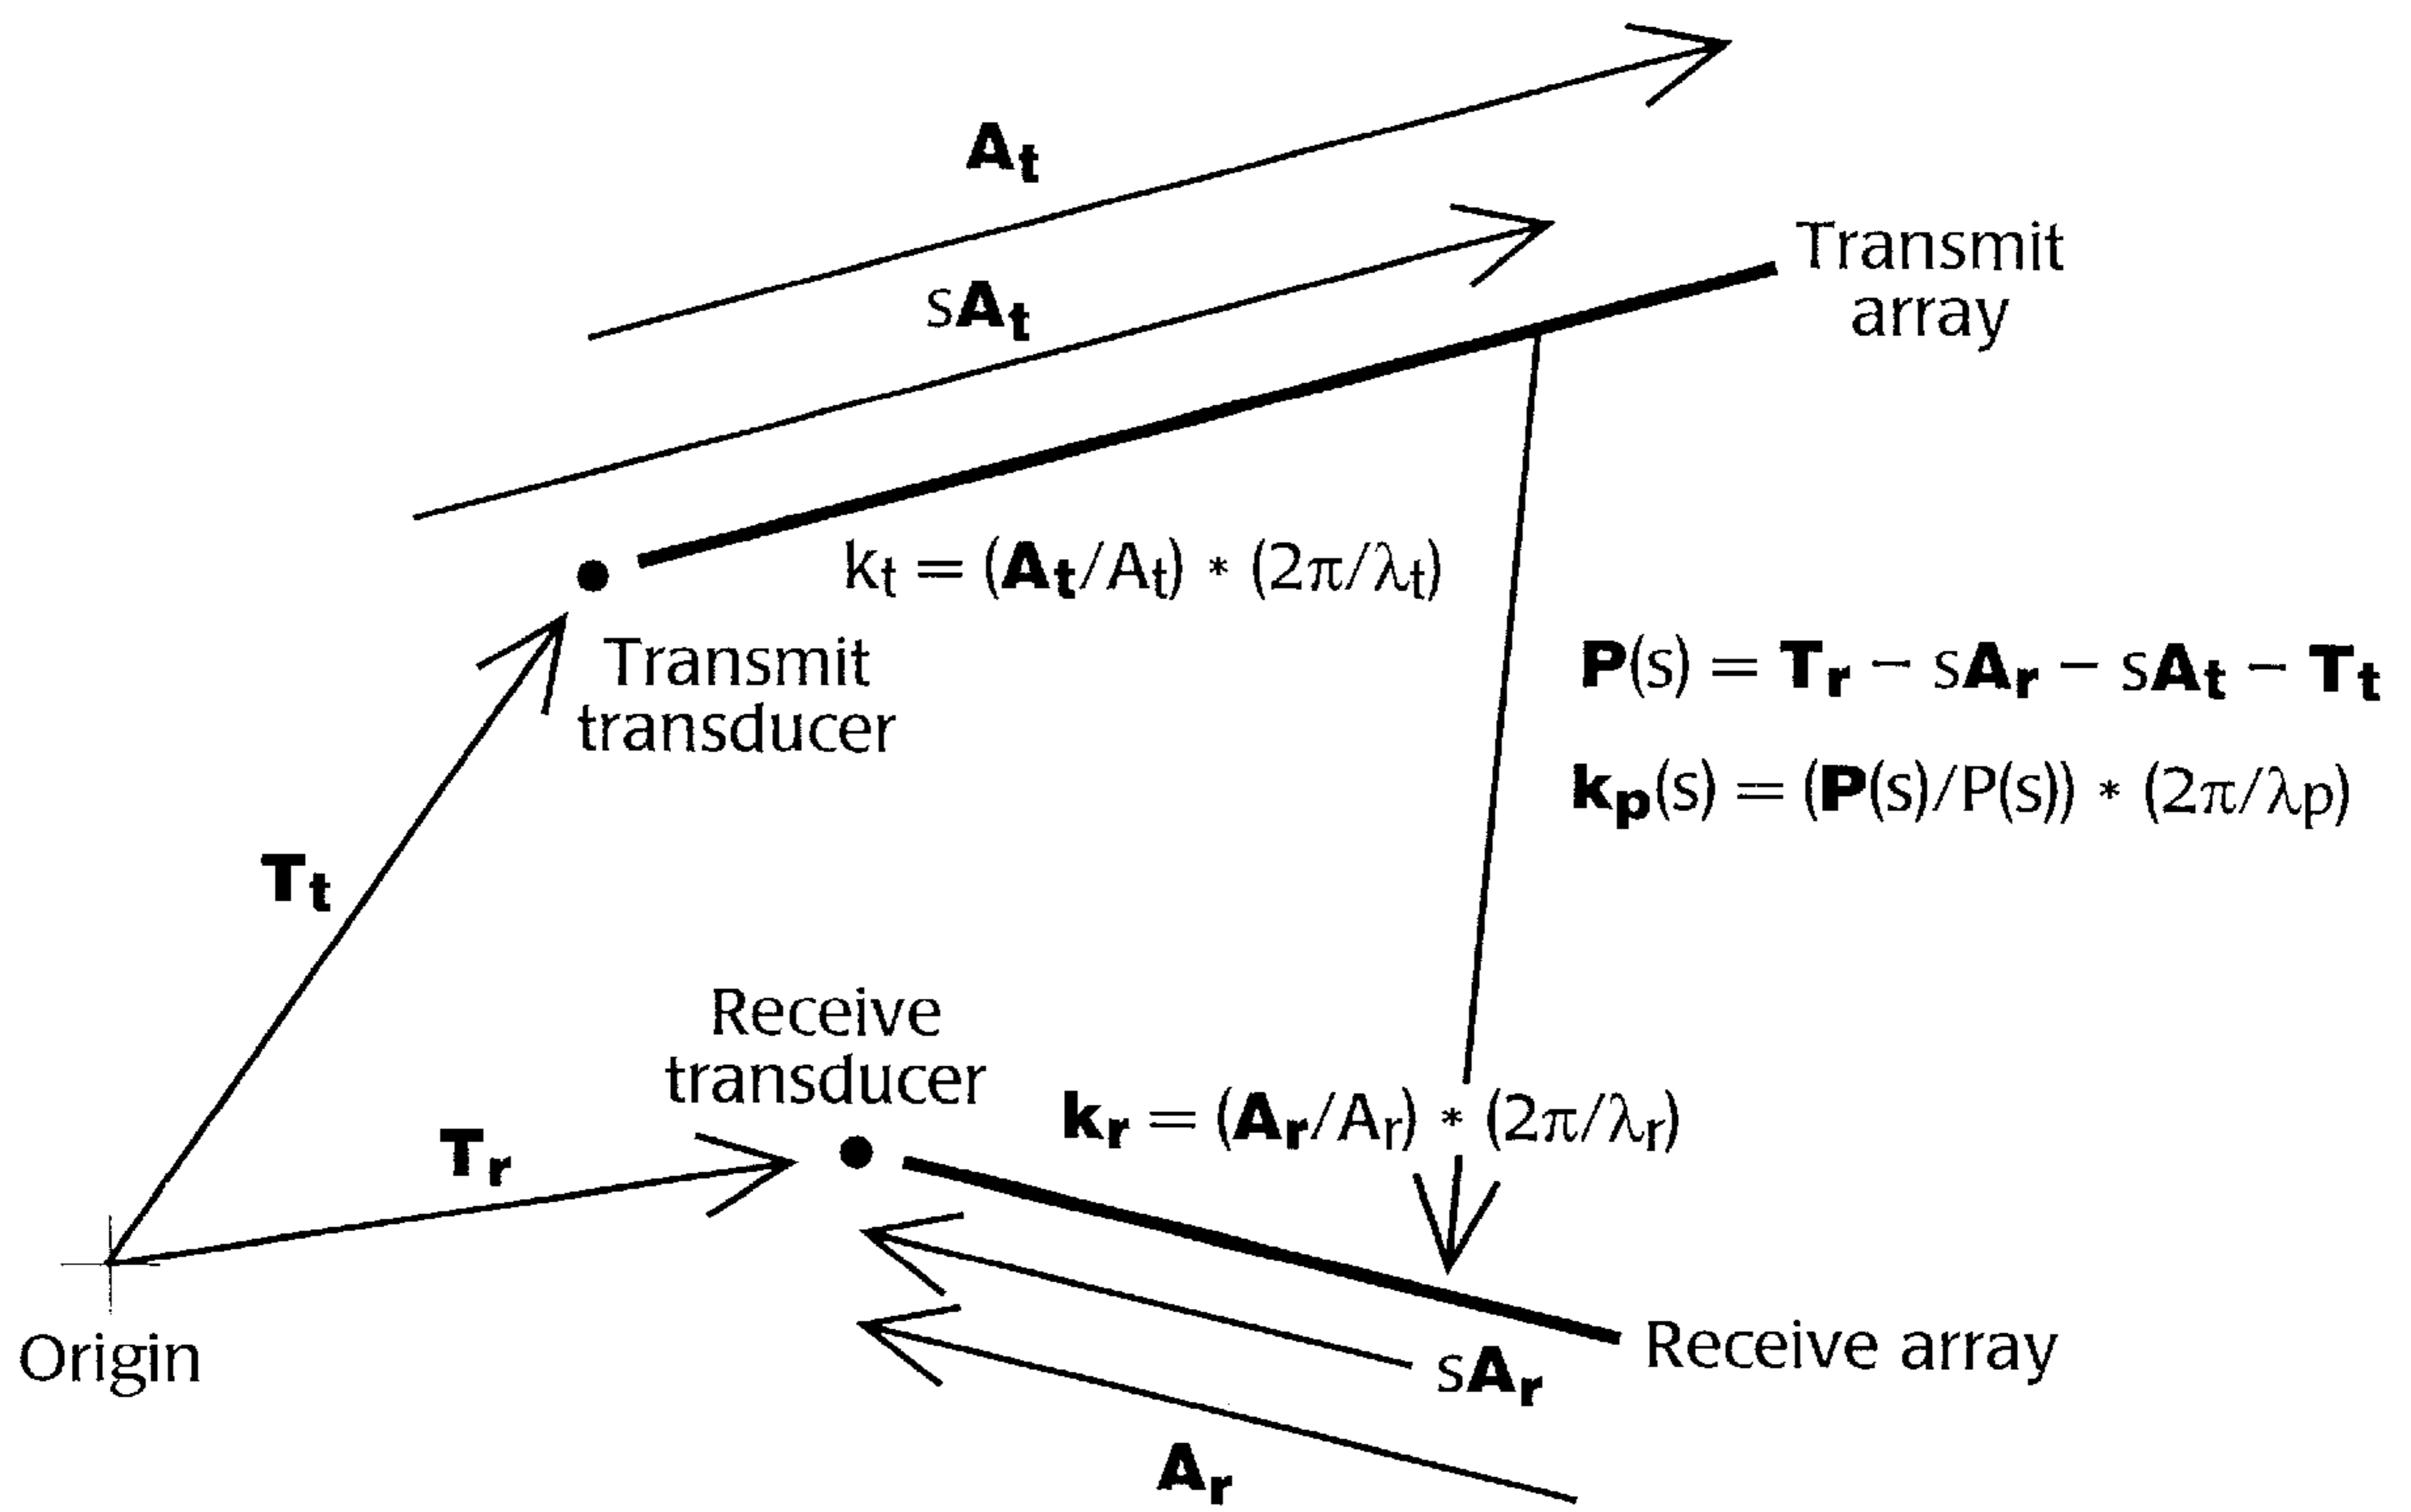 At
sAt
Transmit
array
kt = (At/At) * (2π/λt)
Transmit
transducer
P(s) = Tr − sAr − sAt − Tt
kp(s) = (P(s)/P(s)) * (2π/λp)
Tt
Receive
transducer
kr = (Ar/Ar) * (2π/λr)
Tr
Origin
Receive array
sAr
Ar